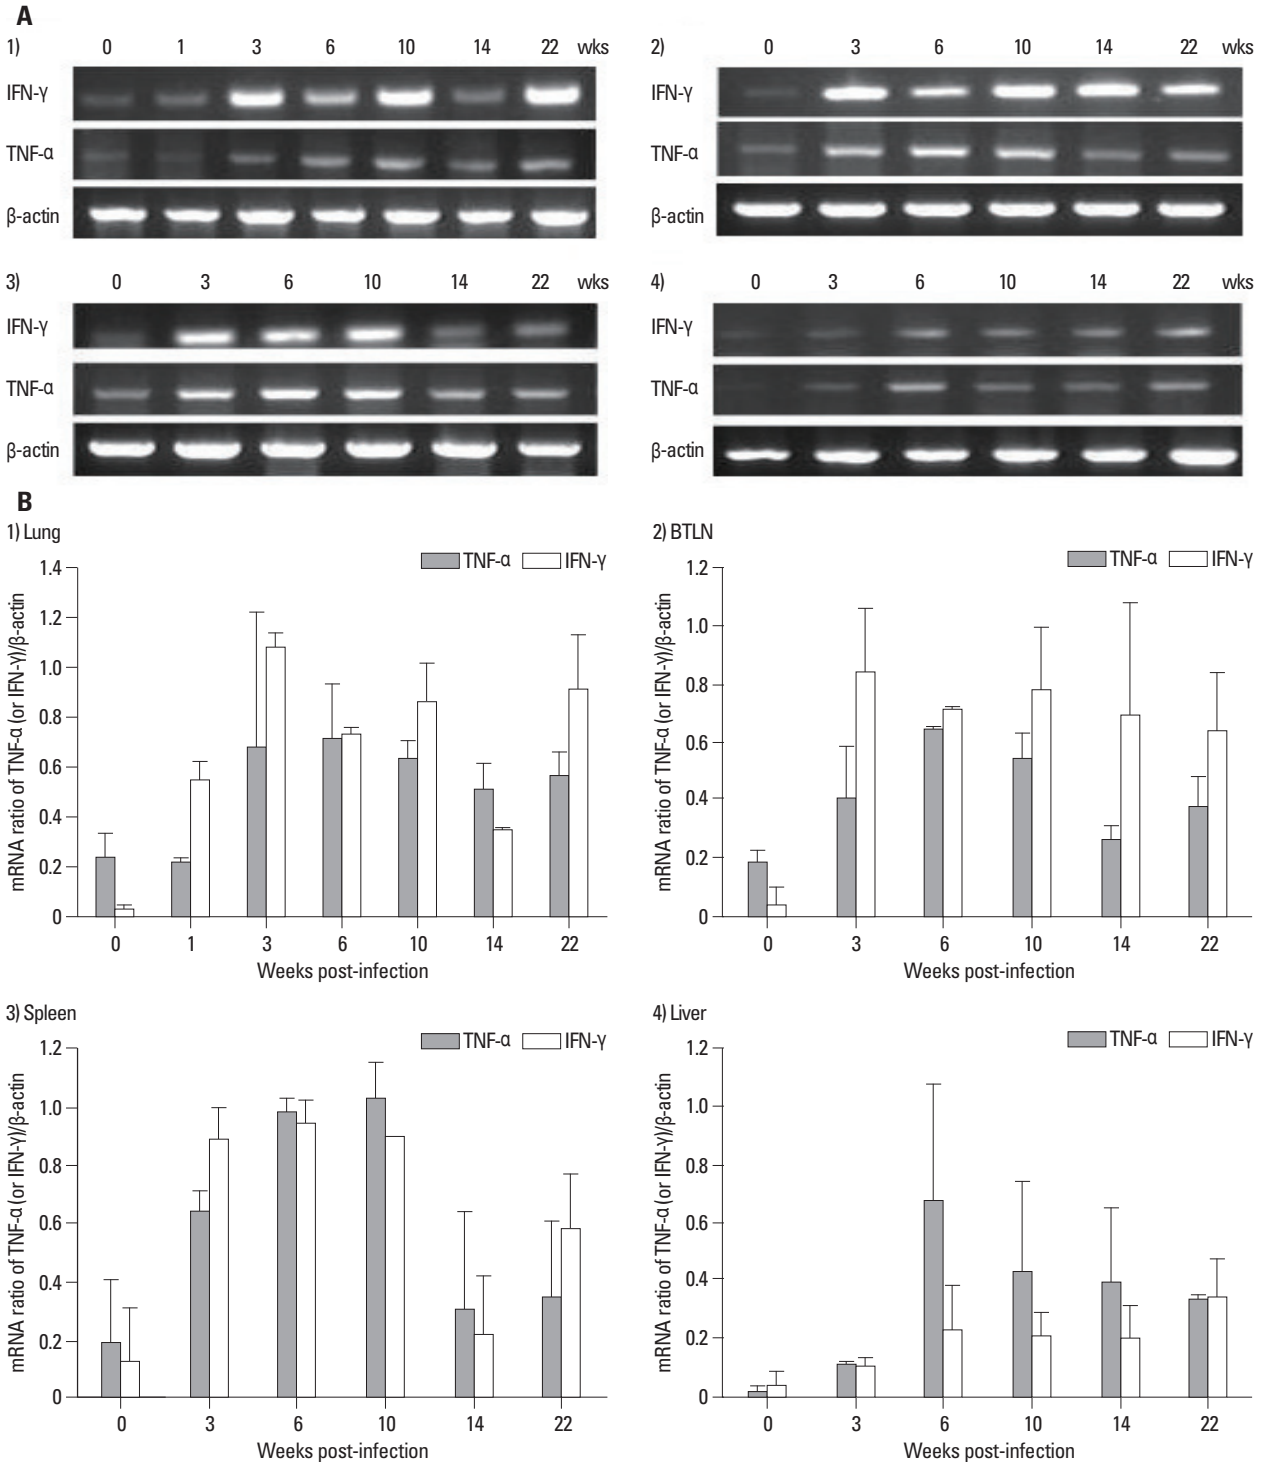 A
1) 0 1 3 6 10 14 22 wks
IFN-γ
TNF-α
β-actin
2) 0 3 6 10 14 22 wks
IFN-γ
TNF-α
β-actin
3) 0 3 6 10 14 22 wks
IFN-γ
TNF-α
β-actin
4) 0 3 6 10 14 22 wks
IFN-γ
TNF-α
β-actin
B
1) Lung
TNF-α IFN-γ
mRNA ratio of TNF-α (or IFN-γ)/β-actin
1.4
1.2
1.0
0.8
0.6
0.4
0.2
0
0 1 3 6 10 14 22
Weeks post-infection
2) BTLN
TNF-α IFN-γ
mRNA ratio of TNF-α (or IFN-γ)/β-actin
1.2
1.0
0.8
0.6
0.4
0.2
0
0 3 6 10 14 22
Weeks post-infection
3) Spleen
TNF-α IFN-γ
mRNA ratio of TNF-α (or IFN-γ)/β-actin
1.2
1.0
0.8
0.6
0.4
0.2
0
0 3 6 10 14 22
Weeks post-infection
4) Liver
TNF-α IFN-γ
mRNA ratio of TNF-α (or IFN-γ)/β-actin
1.2
1.0
0.8
0.6
0.4
0.2
0
0 3 6 10 14 22
Weeks post-infection